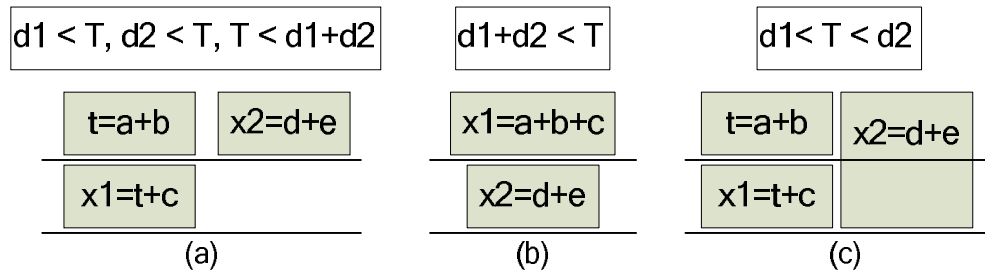 d1 < T, d2 < T, T < d1+d2
d1+d2 < T
d1< T < d2
t=a+b
x2=d+e
x1=a+b+c
t=a+b
x2=d+e
x1=t+c
x2=d+e
x1=t+c
(a)
(b)
(c)